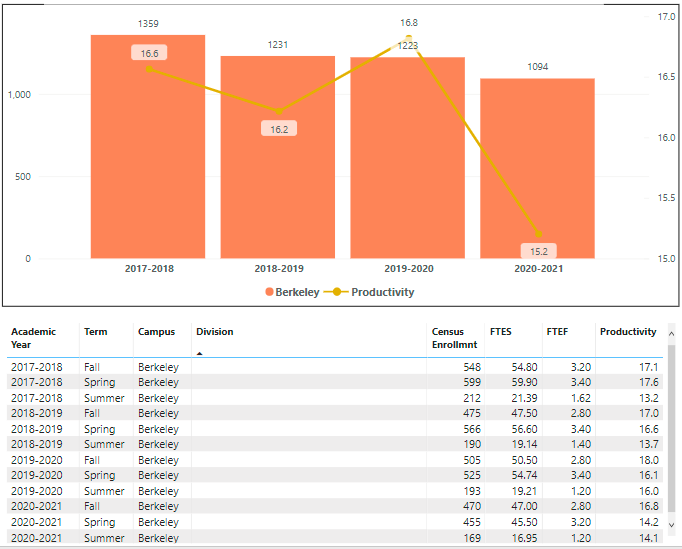 1359
16.8
17.0
16.6
1231
1223
1094
16.5
1,000
16.2
16.0
500
15.5
15.2
0
15.0
2017-2018 2018-2019 2019-2020 2020-2021
Berkeley Productivity
Academic Year Term Campus Division Census Enrollmnt FTES FTEF Productivity
2017-2018 Fall Berkeley 548 54.80 3.20 17.1
2017-2018 Spring Berkeley 599 59.90 3.40 17.6
2017-2018 Summer Berkeley 212 21.39 1.62 13.2
2018-2019 Fall Berkeley 475 47.50 2.80 17.0
2018-2019 Spring Berkeley 566 56.60 3.40 16.6
2018-2019 Summer Berkeley 190 19.14 1.40 13.7
2019-2020 Fall Berkeley 505 50.50 2.80 18.0
2019-2020 Spring Berkeley 525 54.74 3.40 16.1
2019-2020 Summer Berkeley 193 19.21 1.20 16.0
2020-2021 Fall Berkeley 470 47.00 2.80 16.8
2020-2021 Spring Berkeley 455 45.50 3.20 14.2
2020-2021 Summer Berkeley 169 16.95 1.20 14.1